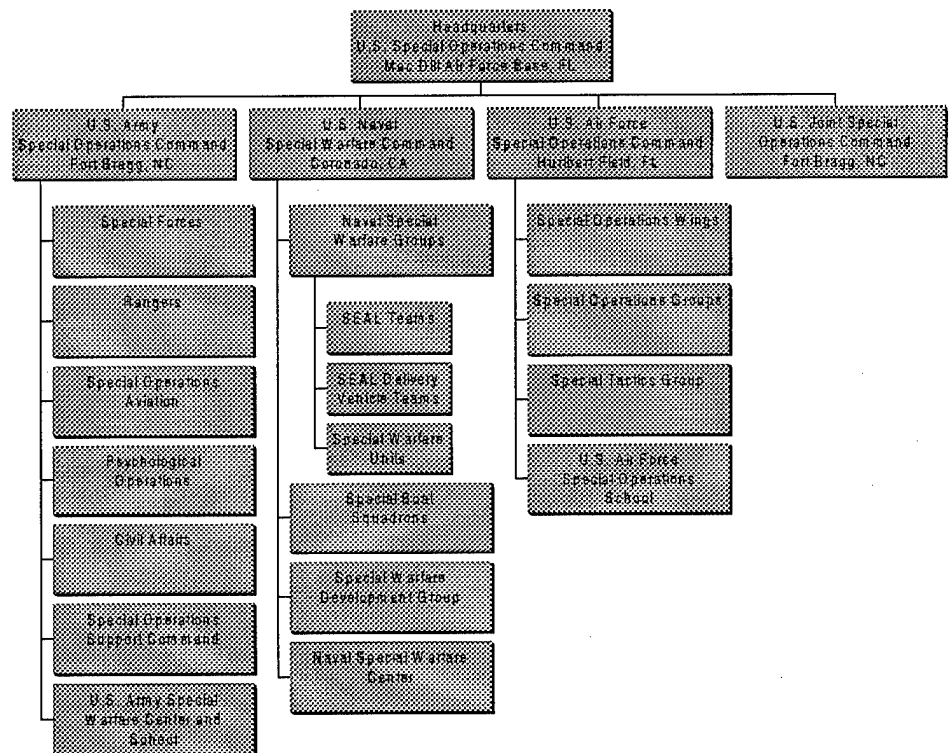 Headquarters
U.S. Special Operations Command
Mac Dill Air Force Base, FL
U.S. Army
Special Operations Command
Fort Bragg, NC
U.S. Naval
Special Warfare Command
Coronado, CA
U.S. Air Force
Special Operations Command
Hurlbert Field, FL
U.S. Joint Special
Operations Command
Fort Bragg, NC
Special Forces
Rangers
Special Operations
Aviation
Psychological
Operations
Civil Affairs
Special Operations
Support Command
U.S. Army Special
Warfare Center and
School
Naval Special
Warfare Groups
SEAL Teams
SEAL Delivery
Vehicle Teams
Special Warfare
Units
Special Boat
Squadrons
Special Warfare
Development Group
Naval Special Warfare
Center
Special Operations Wings
Special Operations Groups
Special Tactics Group
U.S. Air Force
Special Operations
School